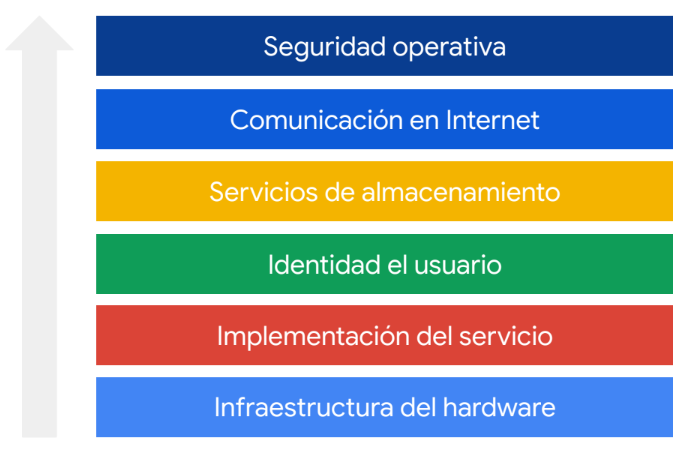 Seguridad operativa
Comunicación en Internet
Servicios de almacenamiento
Identidad el usuario
Implementación del servicio
Infraestructura del hardware